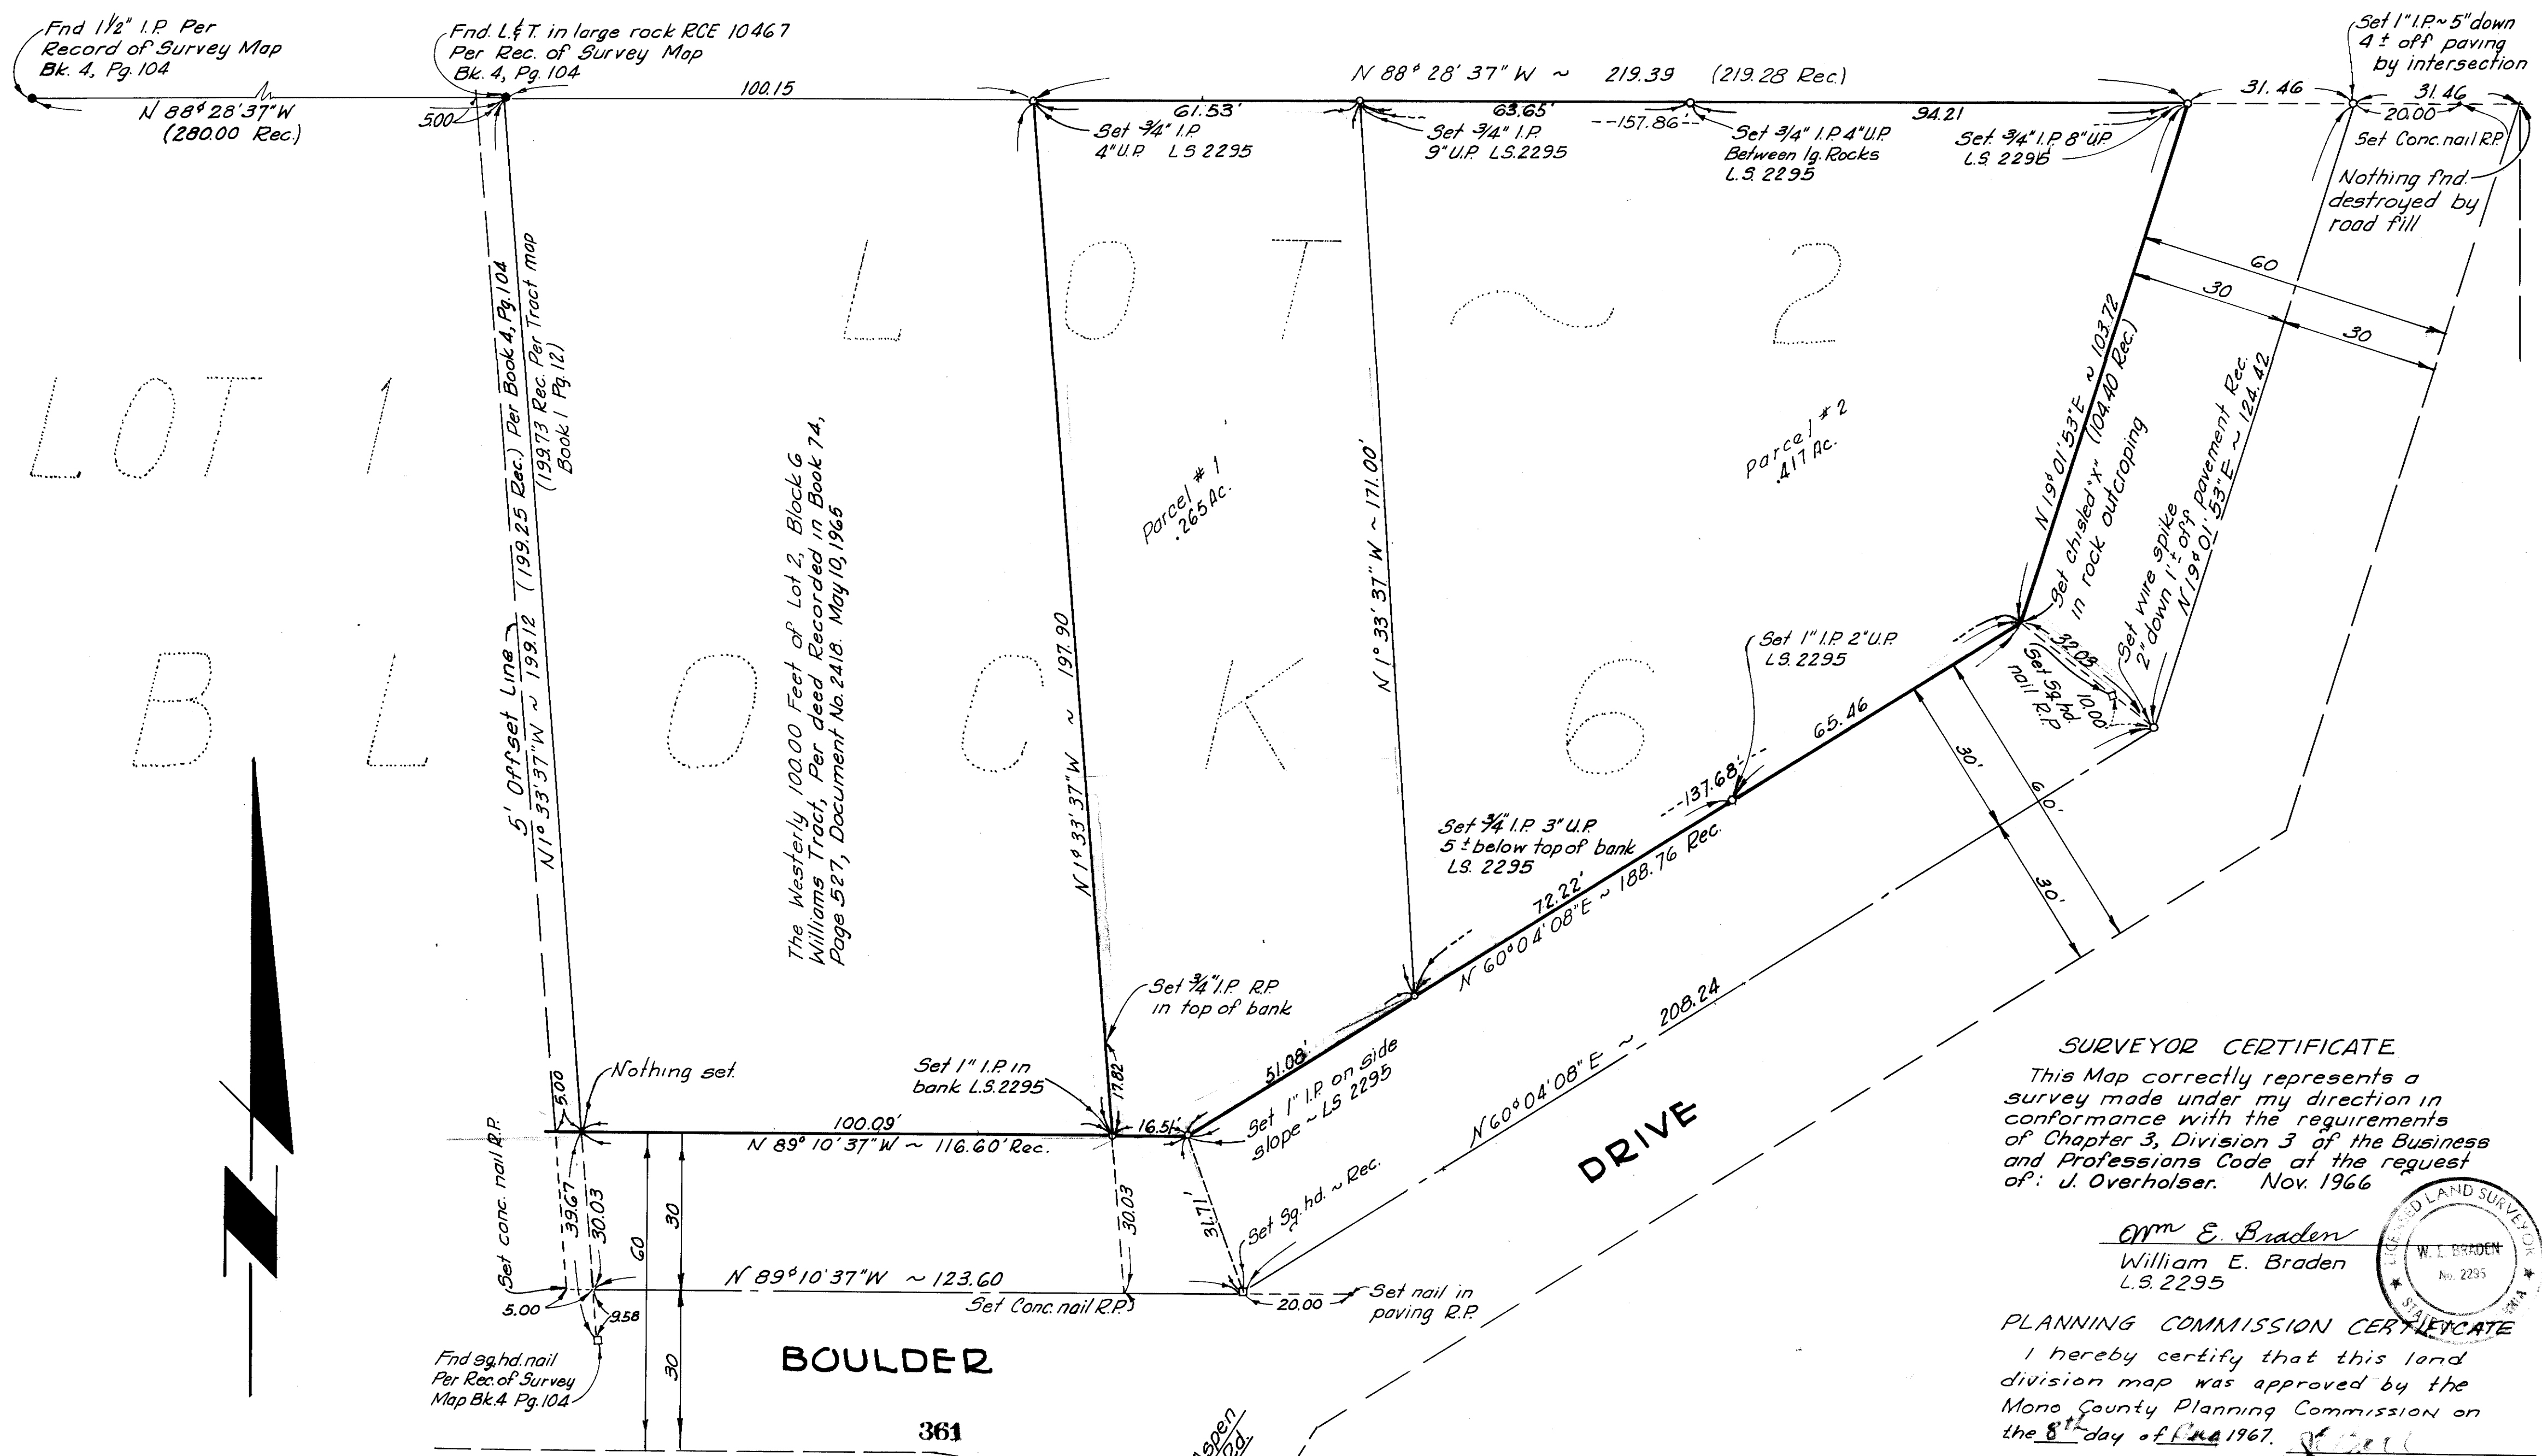 Fnd 1½" I.P. Per
Record of Survey Map
Bk. 4, Pg. 104
Fnd. L.&T. in large rock RCE 10467
Per Rec. of Survey Map
Bk. 4, Pg. 104
Set 1" I.P. ~ 5" down
4± off paving
by intersection
N 88° 28' 37" W ~ 219.39 (219.28 Rec)
N 88° 28' 37" W
(280.00 Rec.)
5.00
100.15
61.53'
63.65'
--157.86'--
94.21
31.46
31.46
20.00
Set ¾" I.P.
4" U.P. L.S. 2295
Set ¾" I.P.
9" U.P. L.S. 2295
Set ¾" I.P. 4" U.P.
Between lg. Rocks
L.S. 2295
Set ¾" I.P. 8" U.P.
L.S. 2295
Set Conc. nail R.P.
Nothing fnd.
destroyed by
road fill
LOT 1
LOT ~ 2
BLOCK 6
60
30
30
5' Offset Line
N 1° 33' 37" W ~ 199.12 (199.25 Rec.) Per Book 4, Pg. 104
(199.73 Rec. Per Tract map
Book 1 Pg. 12)
The Westerly 100.00 Feet of Lot 2, Block 6
Williams Tract, Per deed Recorded in Book 74,
Page 527, Document No. 2418. May 10, 1965
N 1° 33' 37" W ~ 197.90
Parcel # 1
.265 Ac.
N 1° 33' 37" W ~ 171.00'
Parcel # 2
.417 Ac.
N 19° 01' 53" E ~ 103.72
(104.40 Rec.)
Set chisled "X"
in rock outcroping
Set wire spike
2" down 1'± off pavement Rec.
N 19° 01' 53" E ~ 124.42
32.03
Set Sq. hd.
nail R.P.
10.00
Set 1" I.P. 2" U.P.
L.S. 2295
65.46
--137.68'--
Set ¾" I.P. 3" U.P.
5± below top of bank
L.S. 2295
72.22'
N 60° 04' 08" E ~ 188.76 Rec.
30'
60'
30'
Set ¾" I.P. R.P.
in top of bank
17.82
51.08'
Set 1" I.P. on side
slope ~ LS 2295
N 60° 04' 08" E ~ 208.24
5.00
Nothing set.
Set 1" I.P. in
bank L.S. 2295
100.09'
16.51'
N 89° 10' 37" W ~ 116.60' Rec.
Set conc. nail R.P.
39.67
30.03
60
30
30
30.03
31.71'
Set Sq. hd. ~ Rec.
N 89° 10' 37" W ~ 123.60
Set Conc. nail R.P.
5.00
9.58
20.00
Set nail in
paving R.P.
Fnd sq. hd. nail
Per Rec. of Survey
Map Bk. 4 Pg. 104
BOULDER
DRIVE
361
Aspen
Rd.
SURVEYOR CERTIFICATE
This Map correctly represents a
survey made under my direction in
conformance with the requirements
of Chapter 3, Division 3 of the Business
and Professions Code at the request
of: J. Overholser. Nov. 1966
Wm E. Braden
William E. Braden
L.S. 2295
LICENSED LAND SURVEYOR
W. E. BRADEN
No. 2295
PLANNING COMMISSION CERTIFICATE
I hereby certify that this land
division map was approved by the
Mono County Planning Commission on
the 8th day of 1967.